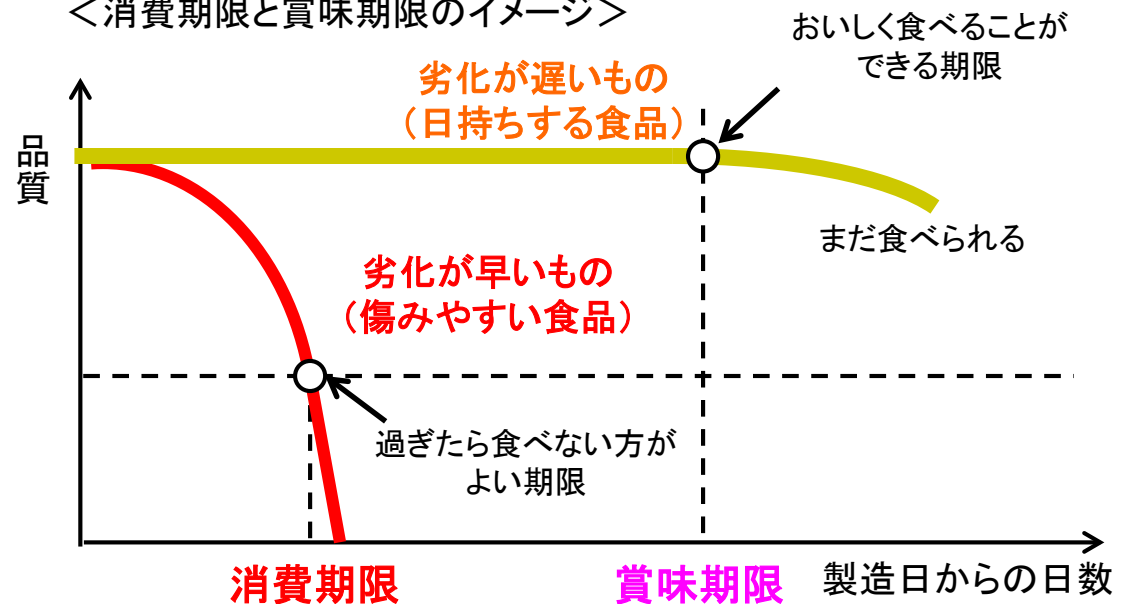 ＜消費期限と賞味期限のイメージ＞
おいしく食べることが
できる期限
劣化が遅いもの
（日持ちする食品）
品質
まだ食べられる
劣化が早いもの
（傷みやすい食品）
過ぎたら食べない方が
よい期限
消費期限
賞味期限
製造日からの日数